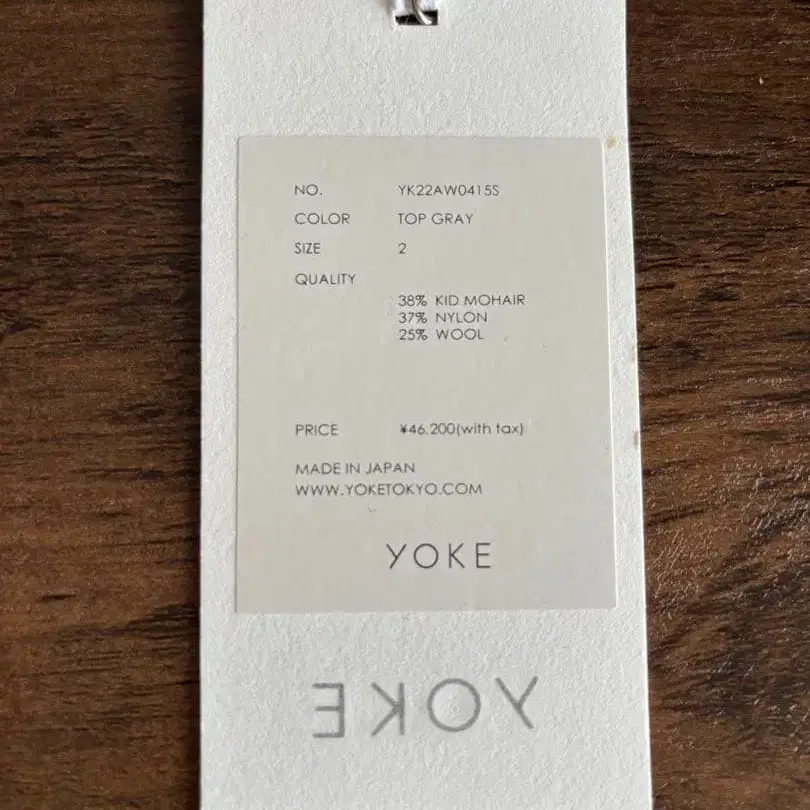 NO. YK22AW0415S
COLOR TOP GRAY
SIZE 2
QUALITY
38% KID MOHAIR
37% NYLON
25% WOOL
PRICE ¥46.200(with tax)
MADE IN JAPAN
WWW.YOKETOKYO.COM
YOKE
YOKE